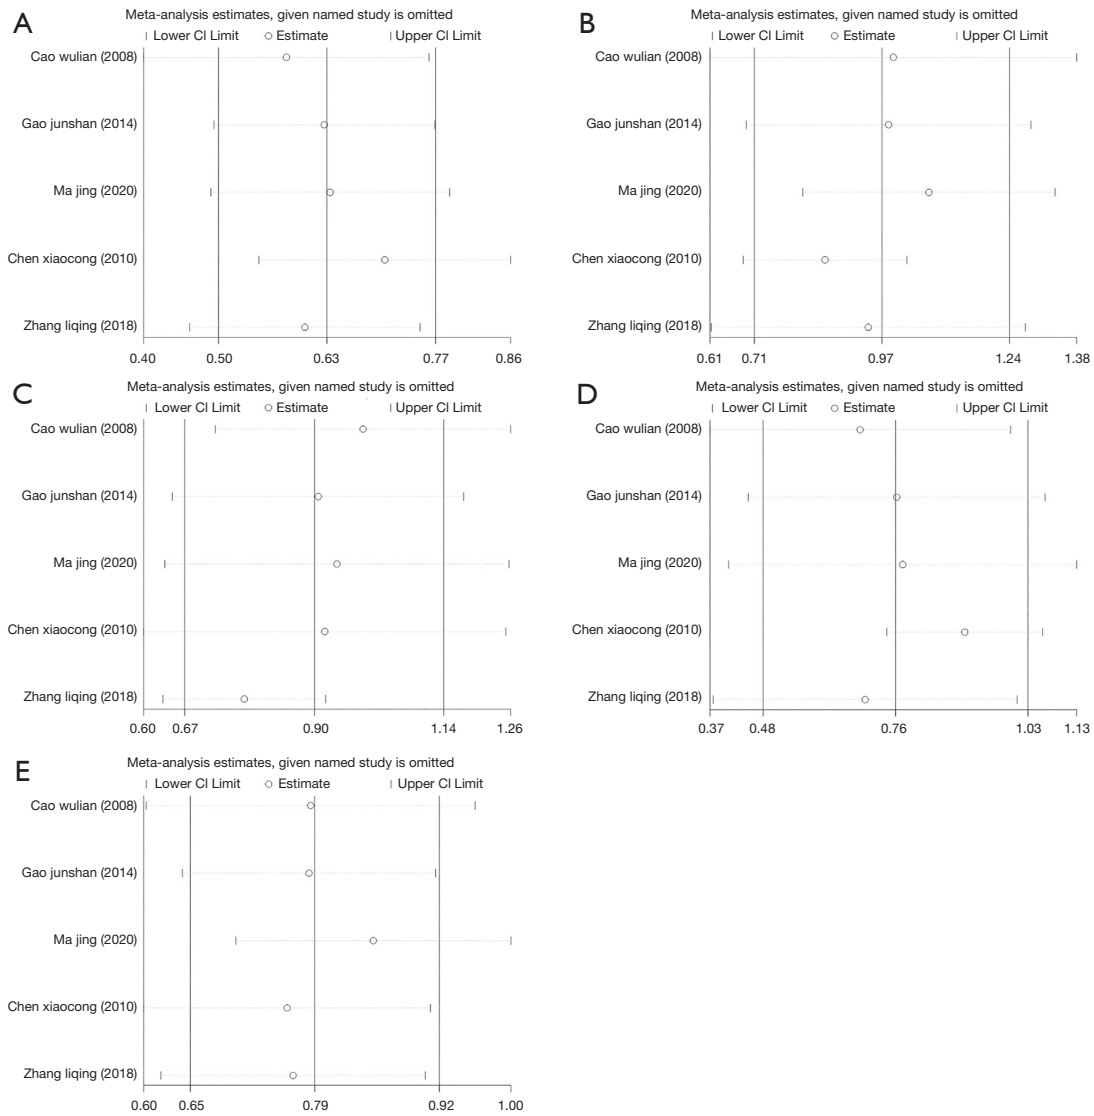 A
Meta-analysis estimates, given named study is omitted
Lower CI Limit Estimate Upper CI Limit
Cao wulian (2008)
Gao junshan (2014)
Ma jing (2020)
Chen xiaocong (2010)
Zhang liqing (2018)
0.40 0.50 0.63 0.77 0.86
B
Meta-analysis estimates, given named study is omitted
Lower CI Limit Estimate Upper CI Limit
Cao wulian (2008)
Gao junshan (2014)
Ma jing (2020)
Chen xiaocong (2010)
Zhang liqing (2018)
0.61 0.71 0.97 1.24 1.38
C
Meta-analysis estimates, given named study is omitted
Lower CI Limit Estimate Upper CI Limit
Cao wulian (2008)
Gao junshan (2014)
Ma jing (2020)
Chen xiaocong (2010)
Zhang liqing (2018)
0.60 0.67 0.90 1.14 1.26
D
Meta-analysis estimates, given named study is omitted
Lower CI Limit Estimate Upper CI Limit
Cao wulian (2008)
Gao junshan (2014)
Ma jing (2020)
Chen xiaocong (2010)
Zhang liqing (2018)
0.37 0.48 0.76 1.03 1.13
E
Meta-analysis estimates, given named study is omitted
Lower CI Limit Estimate Upper CI Limit
Cao wulian (2008)
Gao junshan (2014)
Ma jing (2020)
Chen xiaocong (2010)
Zhang liqing (2018)
0.60 0.65 0.79 0.92 1.00